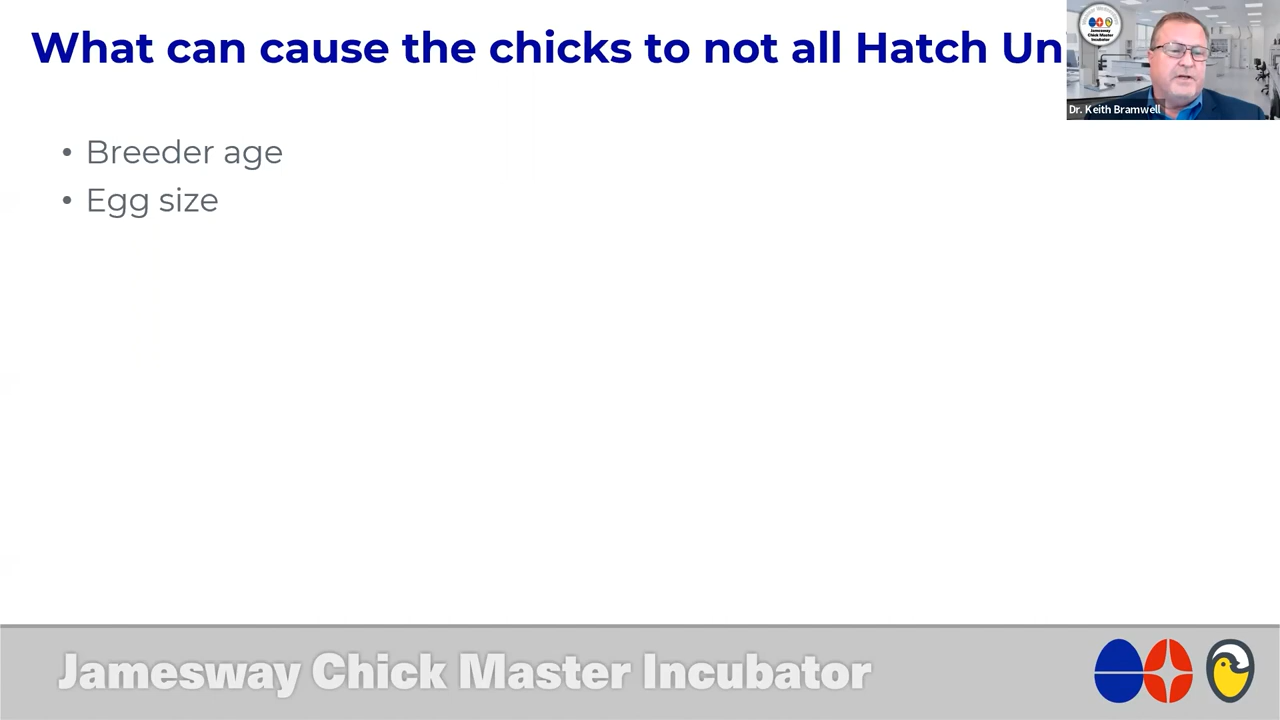 What can cause the chicks to not all Hatch Un
Dr. Keith Bramwell
• Breeder age
• Egg size
Jamesway Chick Master Incubator